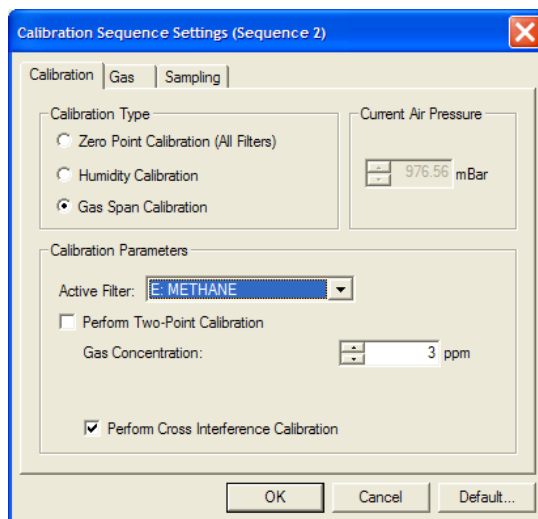 Calibration Sequence Settings (Sequence 2)
Calibration Gas Sampling
Calibration Type
Zero Point Calibration (All Filters)
Humidity Calibration
Gas Span Calibration
Current Air Pressure
976.56 mBar
Calibration Parameters
Active Filter: E: METHANE
Perform Two-Point Calibration
Gas Concentration: 3 ppm
Perform Cross Interference Calibration
OK Cancel Default...